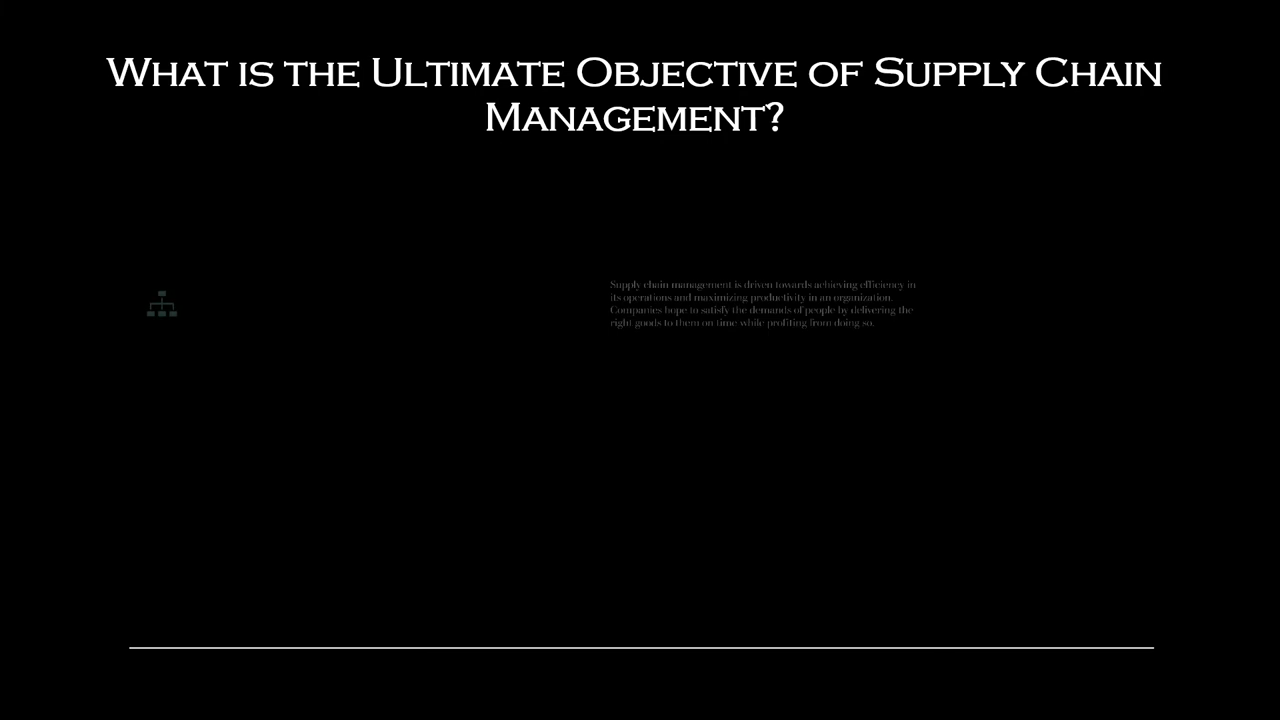 What is the Ultimate Objective of Supply Chain
Management?
Supply chain management is driven towards achieving efficiency in
its operations and maximizing productivity in an organization.
Companies hope to satisfy the demands of people by delivering the
right goods to them on time while profiting from doing so.